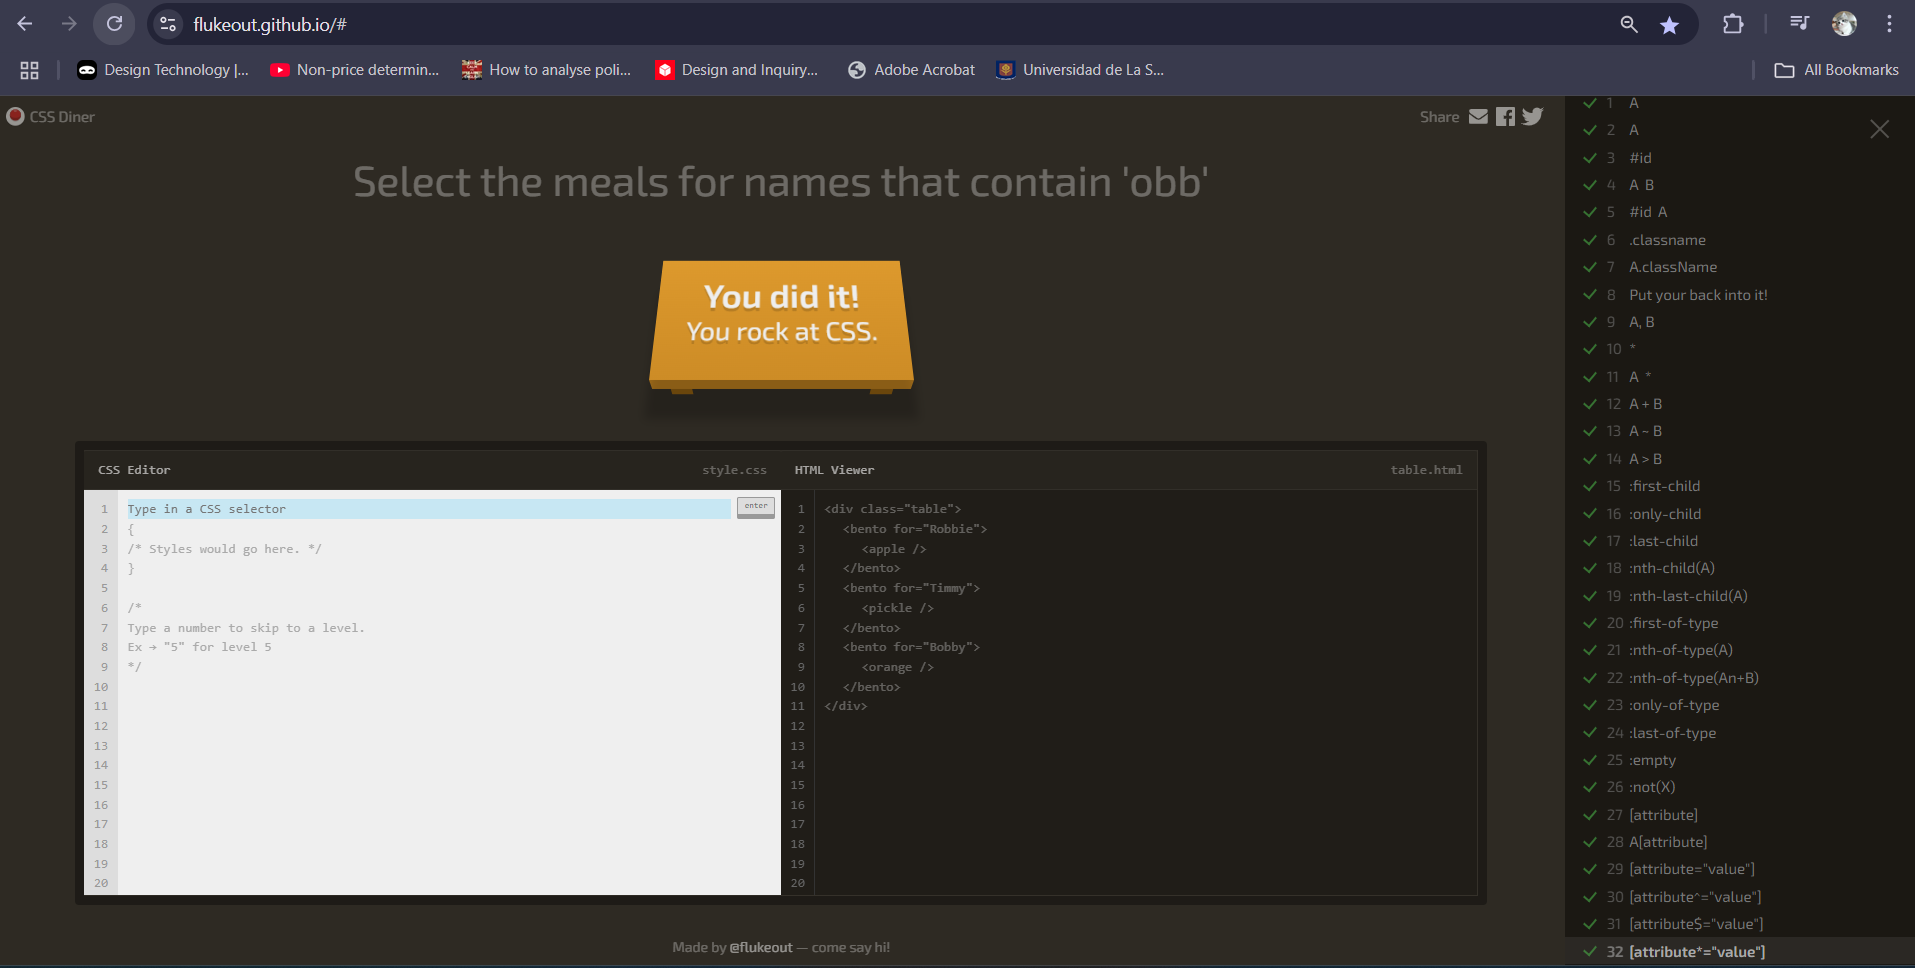 flukeout.github.io/#
Design Technology |...
Non-price determin...
How to analyse poli...
Design and Inquiry...
Adobe Acrobat
Universidad de La S...
All Bookmarks
CSS Diner
Share
Select the meals for names that contain 'obb'
You did it!
You rock at CSS.
CSS Editor
style.css
1 Type in a CSS selector
enter
2 {
3 /* Styles would go here. */
4 }
5
6 /*
7 Type a number to skip to a level.
8 Ex → "5" for level 5
9 */
10
11
12
13
14
15
16
17
18
19
20
HTML Viewer
table.html
1 <div class="table">
2 <bento for="Robbie">
3 <apple />
4 </bento>
5 <bento for="Timmy">
6 <pickle />
7 </bento>
8 <bento for="Bobby">
9 <orange />
10 </bento>
11 </div>
12
13
14
15
16
17
18
19
20
Made by @flukeout — come say hi!
1 A
2 A
3 #id
4 A B
5 #id A
6 .classname
7 A.className
8 Put your back into it!
9 A, B
10 *
11 A *
12 A + B
13 A ~ B
14 A > B
15 :first-child
16 :only-child
17 :last-child
18 :nth-child(A)
19 :nth-last-child(A)
20 :first-of-type
21 :nth-of-type(A)
22 :nth-of-type(An+B)
23 :only-of-type
24 :last-of-type
25 :empty
26 :not(X)
27 [attribute]
28 A[attribute]
29 [attribute="value"]
30 [attribute^="value"]
31 [attribute$="value"]
32 [attribute*="value"]